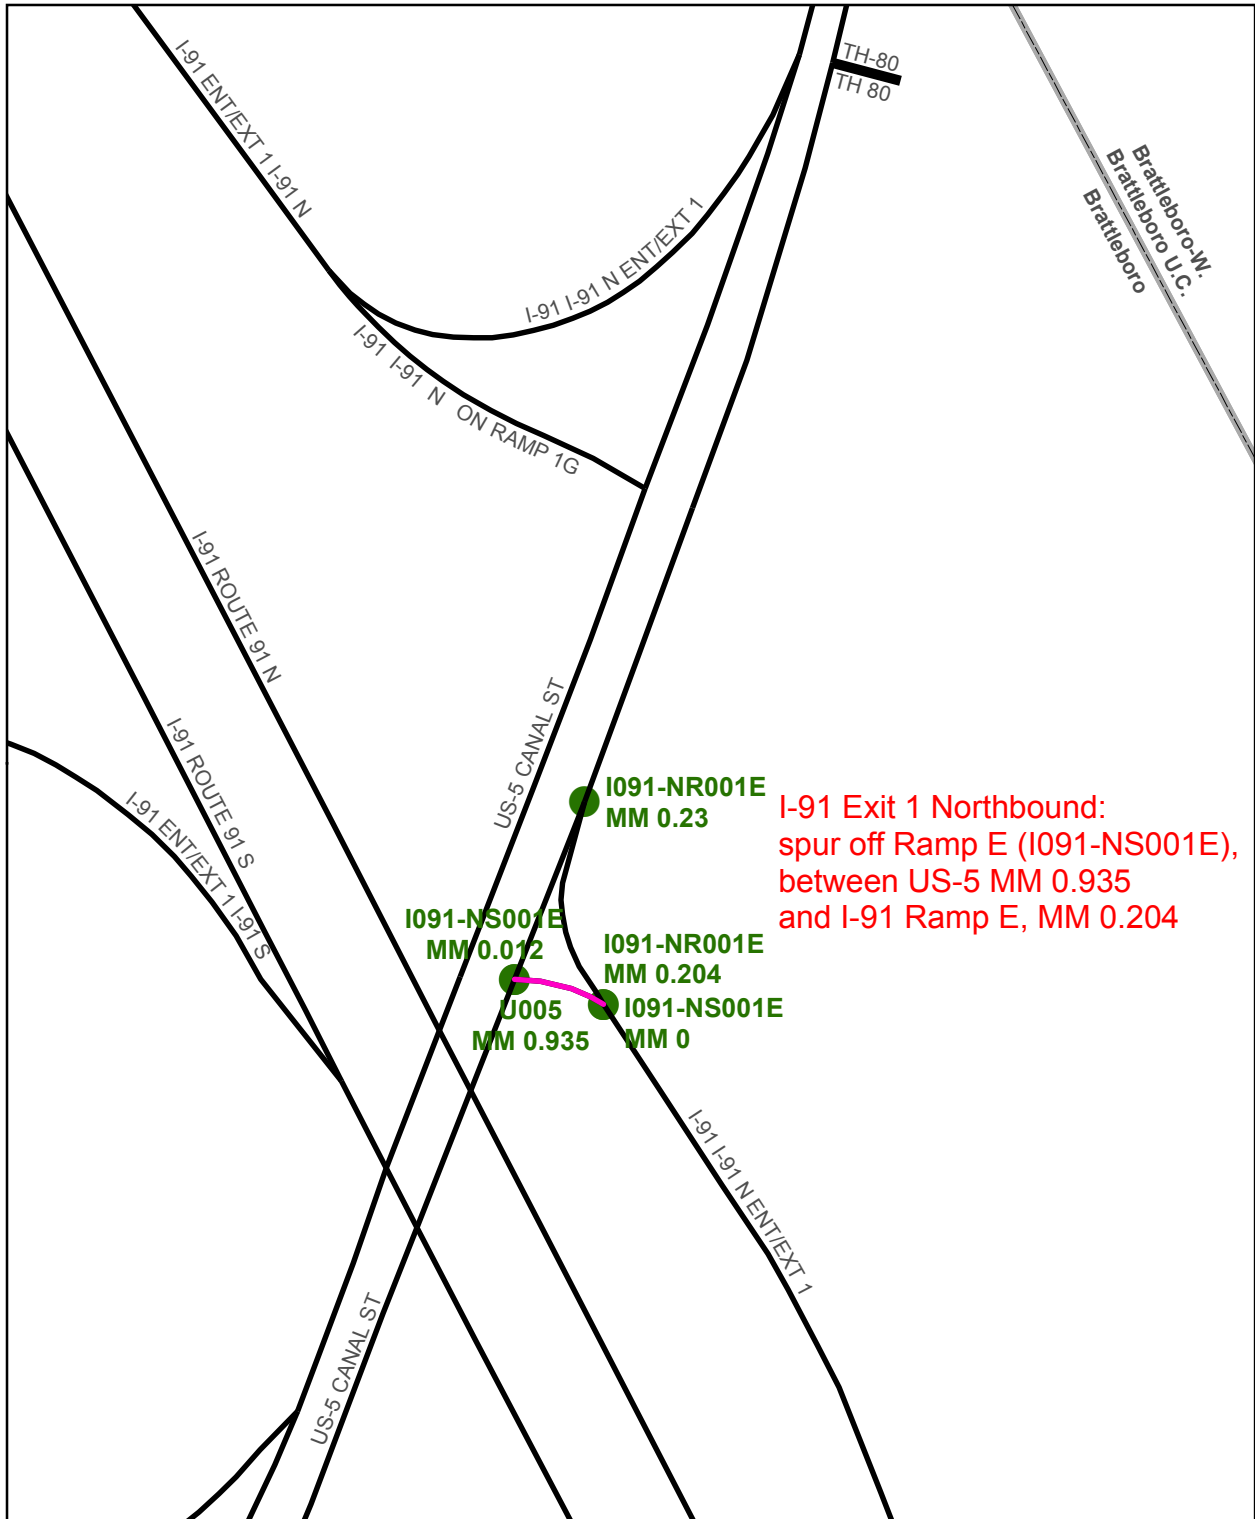 I-91 ENT/EXT 1 I-91 N
TH-80
TH 80
Brattleboro-W.
Brattleboro U.C.
Brattleboro
I-91 I-91 N ENT/EXT 1
I-91 I-91 N ON RAMP 1G
I-91 ROUTE 91 N
US-5 CANAL ST
I-91 ROUTE 91 S
I-91 ENT/EXT 1 I-91 S
I091-NR001E
MM 0.23
I-91 Exit 1 Northbound:
spur off Ramp E (I091-NS001E),
between US-5 MM 0.935
and I-91 Ramp E, MM 0.204
I091-NS001E
MM 0.012
I091-NR001E
MM 0.204
U005
MM 0.935
I091-NS001E
MM 0
I-91 I-91 N ENT/EXT 1
US-5 CANAL ST